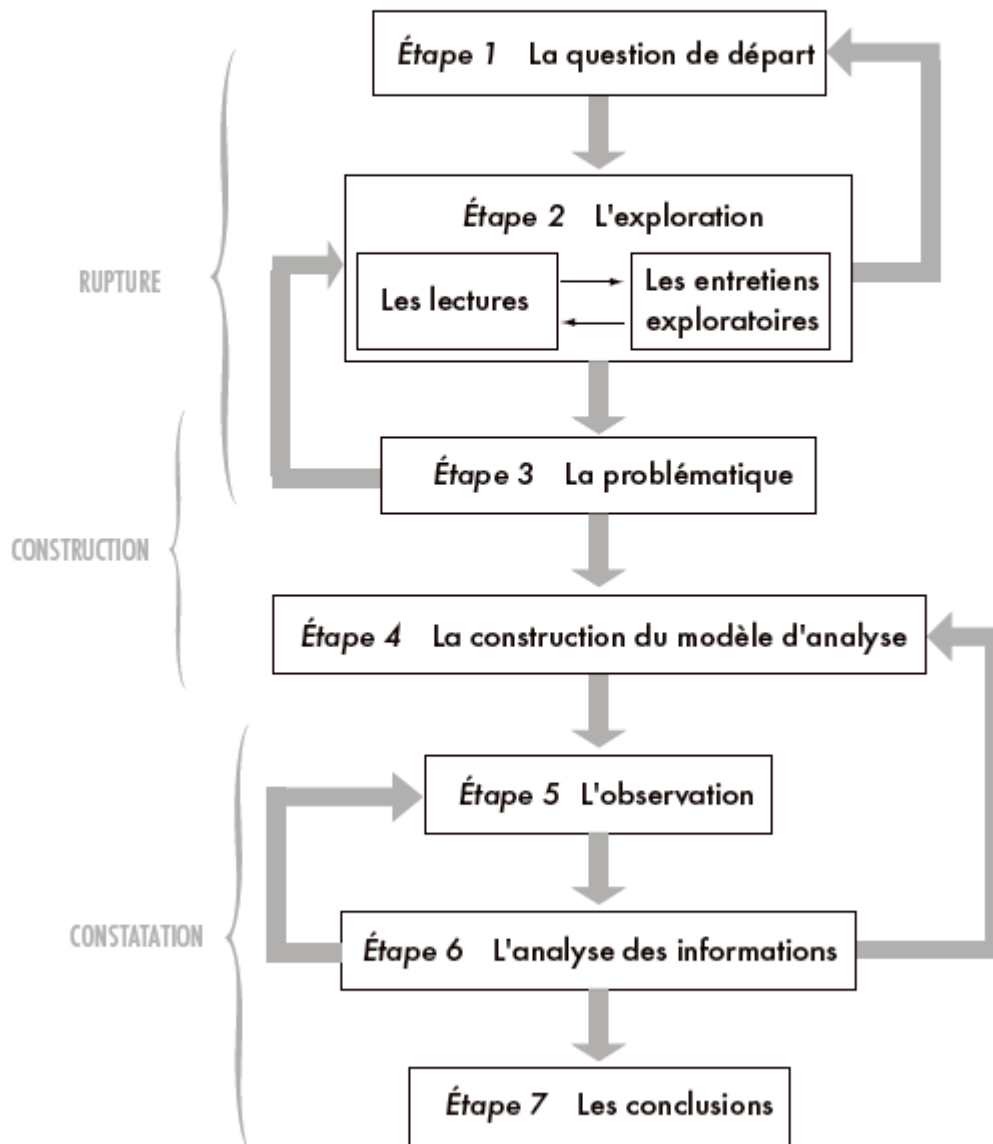 Étape 1 La question de départ
Étape 2 L'exploration
RUPTURE
Les lectures
Les entretiens
exploratoires
Étape 3 La problématique
CONSTRUCTION
Étape 4 La construction du modèle d'analyse
Étape 5 L'observation
CONSTATATION
Étape 6 L'analyse des informations
Étape 7 Les conclusions